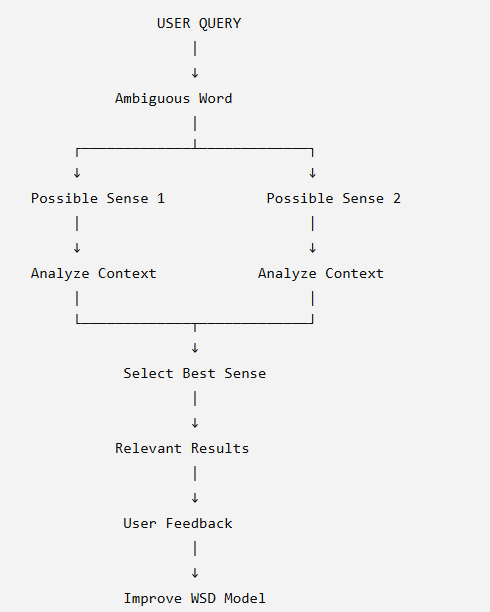 USER QUERY
Ambiguous Word
Possible Sense 1 Possible Sense 2
Analyze Context Analyze Context
Select Best Sense
Relevant Results
User Feedback
Improve WSD Model